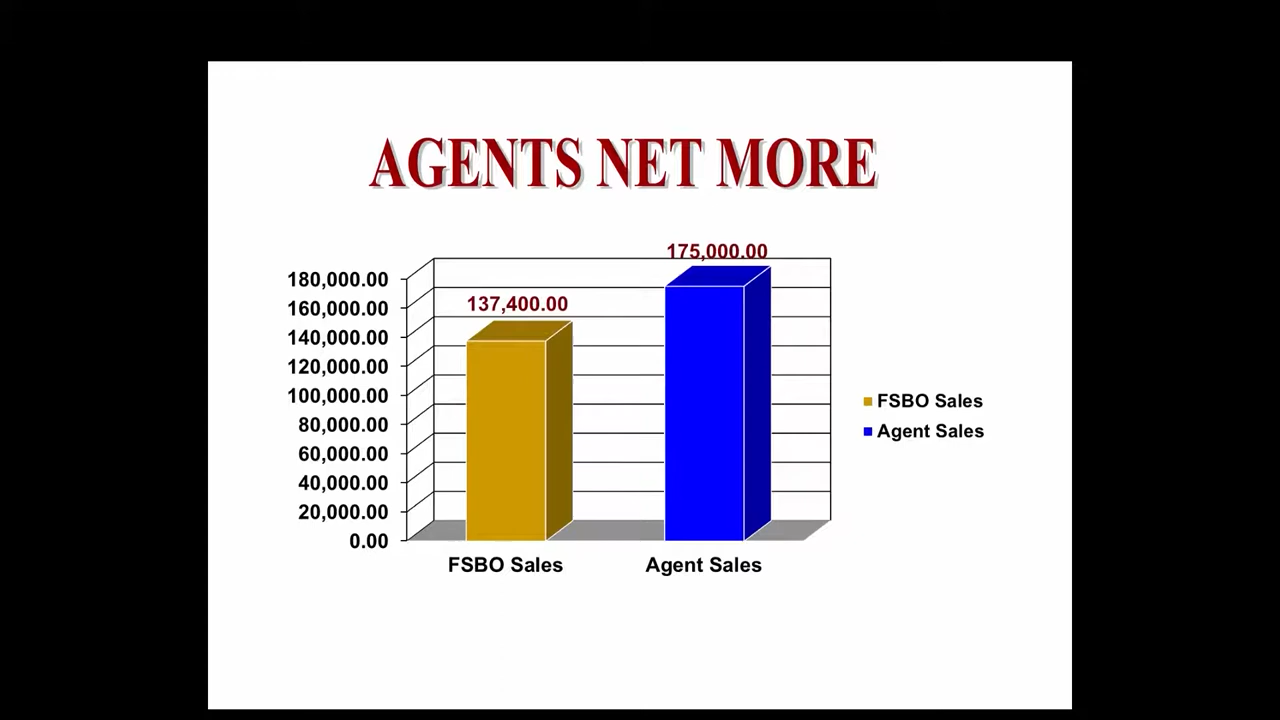 AGENTS NET MORE
175,000.00
137,400.00
180,000.00
160,000.00
140,000.00
120,000.00
100,000.00
80,000.00
60,000.00
40,000.00
20,000.00
0.00
FSBO Sales
Agent Sales
FSBO Sales
Agent Sales